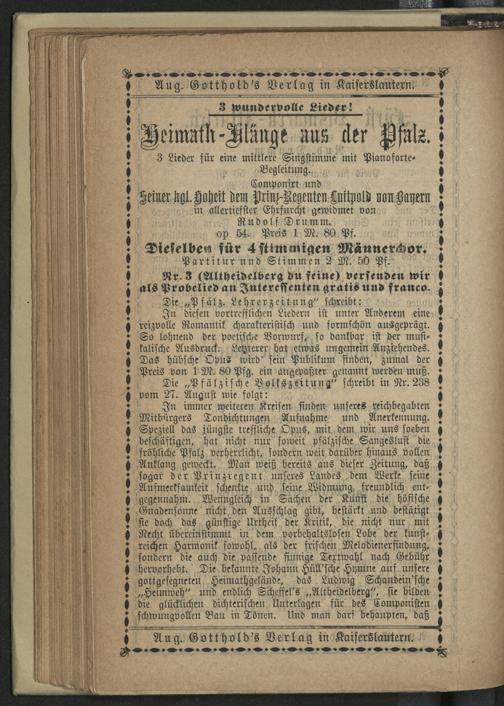 Aug. Gotthold's Verlag in Kaiserslautern.
3 wundervolle Lieder!
Heimath-Klänge aus der Pfalz.
3 Lieder für eine mittlere Singstimme mit Pianoforte-
Begleitung.
Componirt und
Seiner kgl. Hoheit dem Prinz-Regenten Luitpold von Bayern
in allertiefster Ehrfurcht gewidmet von
Rudolf Drumm.
op. 54. Preis 1 M. 80 Pf.
Dieselben für 4 stimmigen Männerchor.
Partitur und Stimmen 2 M. 50 Pf.
Nr. 3 (Altheidelberg du feine) versenden wir
als Probelied an Interessenten gratis und franco.
Die „Pfälz. Lehrerzeitung" schreibt:
In diesen vortrefflichen Liedern ist unter Anderem eine
reizvolle Romantik charakteristisch und formschön ausgeprägt.
So lohnend der poetische Vorwurf, so dankbar ist der musi-
kalische Ausdruck. Letzterer hat etwas ungemein Anziehendes.
Das hübsche Opus wird sein Publikum finden, zumal der
Preis von 1 M. 80 Pfg. ein angepaßter genannt werden muß.
Die „Pfälzische Volkszeitung" schreibt in Nr. 238
vom 27. August wie folgt:
In immer weiteren Kreisen finden unseres reichbegabten
Mitbürgers Tondichtungen Aufnahme und Anerkennung.
Speziell das jüngste treffliche Opus, mit dem wir uns soeben
beschäftigen, hat nicht nur soweit pfälzische Sangeslust die
fröhliche Pfalz verherrlicht, sondern weit darüber hinaus vollen
Anklang geweckt. Man weiß bereits aus dieser Zeitung, daß
sogar der Prinzregent unseres Landes dem Werke seine
Aufmerksamkeit schenkte und seine Widmung freundlich ent-
gegennahm. Wenngleich in Sachen der Kunst die höfische
Gnadensonne nicht den Ausschlag gibt, bestärkt und bestätigt
sie doch das günstige Urtheil der Kritik, die nicht nur mit
Recht übereinstimmt in dem vorbehaltlosen Lobe der kunst-
reichen Harmonik sowohl, als der frischen Melodienerfindung,
sondern die auch die passende sinnige Textwahl nach Gebühr
hervorhebt. Die bekannte Johann Hüll'sche Hymne auf unsere
gottgesegneten Heimathgelände, das Ludwig Schandein'sche
„Heimweh" und endlich Scheffel's „Altheidelberg", sie bilden
die glücklichen dichterischen Unterlagen für des Componisten
schwungvollen Bau in Tönen. Und man darf behaupten, daß
Aug. Gotthold's Verlag in Kaiserslautern.